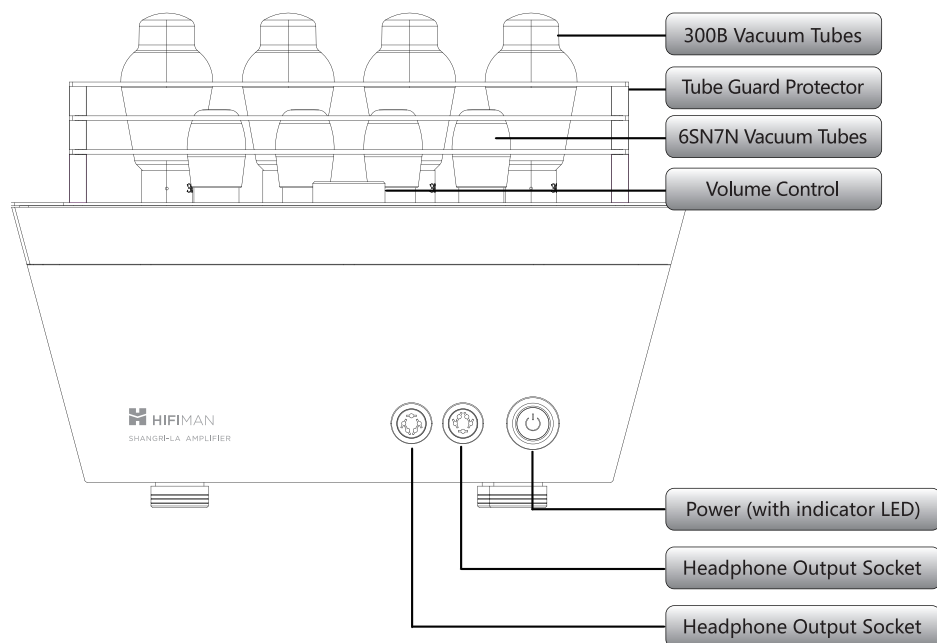 300B Vacuum Tubes
Tube Guard Protector
6SN7N Vacuum Tubes
Volume Control
HIFIMAN
SHANGRI-LA AMPLIFIER
Power (with indicator LED)
Headphone Output Socket
Headphone Output Socket